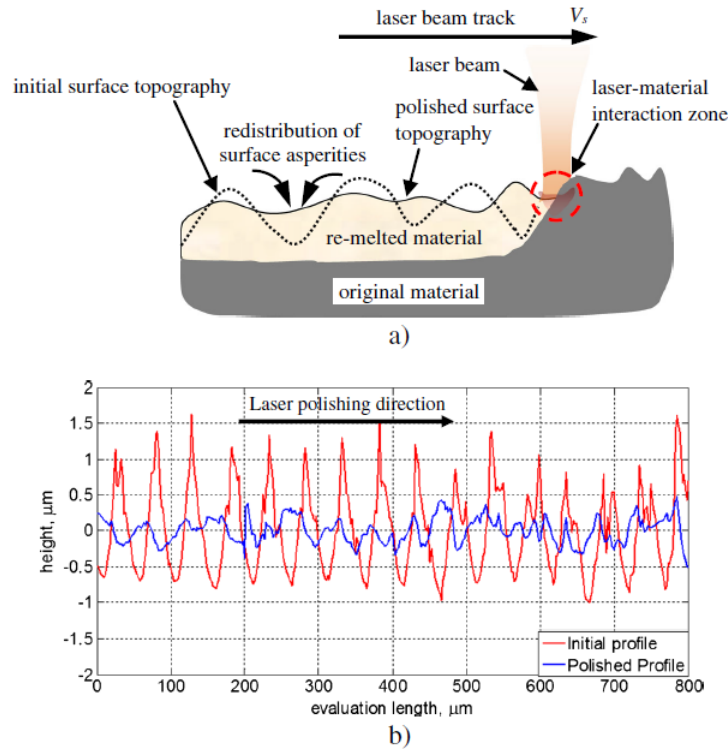 laser beam track
Vs
laser beam
initial surface topography
laser-material
interaction zone
polished surface
topography
redistribution of
surface asperities
re-melted material
original material
a)
2
1.5
1
0.5
0
-0.5
-1
-1.5
-2
height, μm
Laser polishing direction
Initial profile
Polished Profile
0
100
200
300
400
500
600
700
800
evaluation length, μm
b)